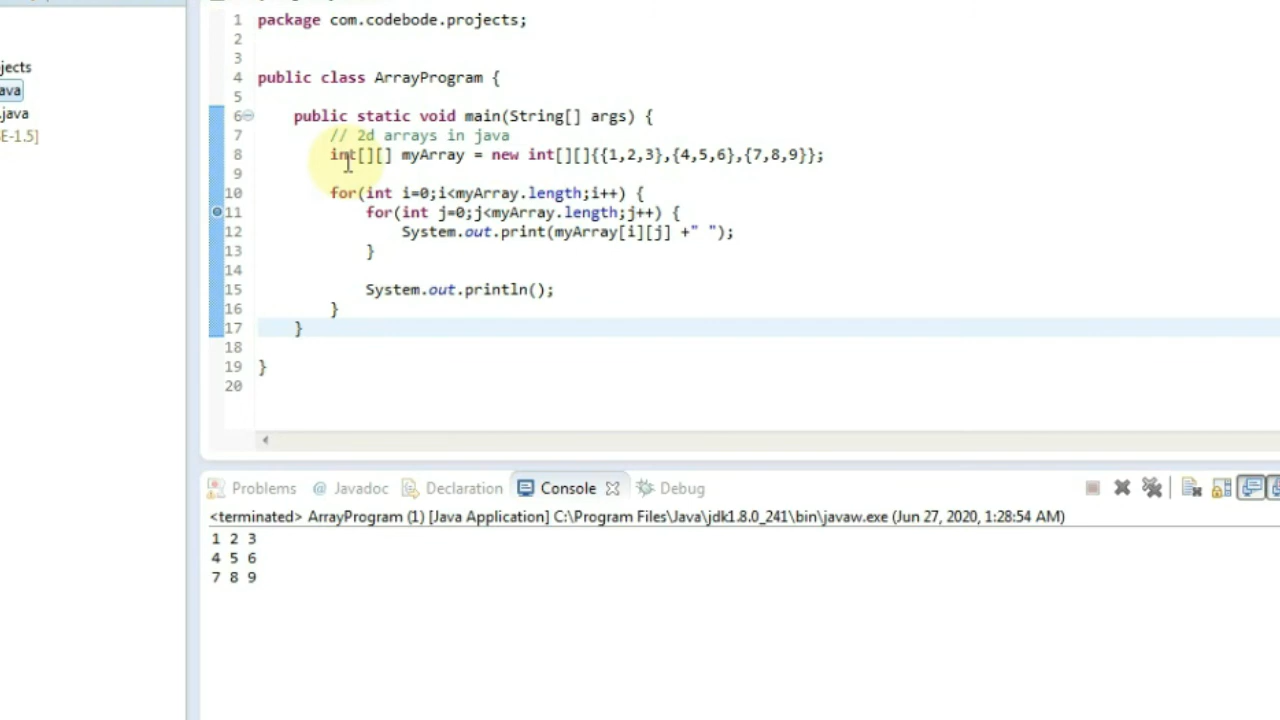 1 package com.codebode.projects;
2
3
4 public class ArrayProgram {
5
6 public static void main(String[] args) {
7 // 2d arrays in java
8 int[][] myArray = new int[][]{{1,2,3},{4,5,6},{7,8,9}};
9
10 for(int i=0;i<myArray.length;i++) {
11 for(int j=0;j<myArray.length;j++) {
12 System.out.print(myArray[i][j] +" ");
13 }
14
15 System.out.println();
16 }
17 }
18
19 }
20
jects
ava
.java
E-1.5]
Problems @ Javadoc Declaration Console Debug
<terminated> ArrayProgram (1) [Java Application] C:\Program Files\Java\jdk1.8.0_241\bin\javaw.exe (Jun 27, 2020, 1:28:54 AM)
1 2 3
4 5 6
7 8 9